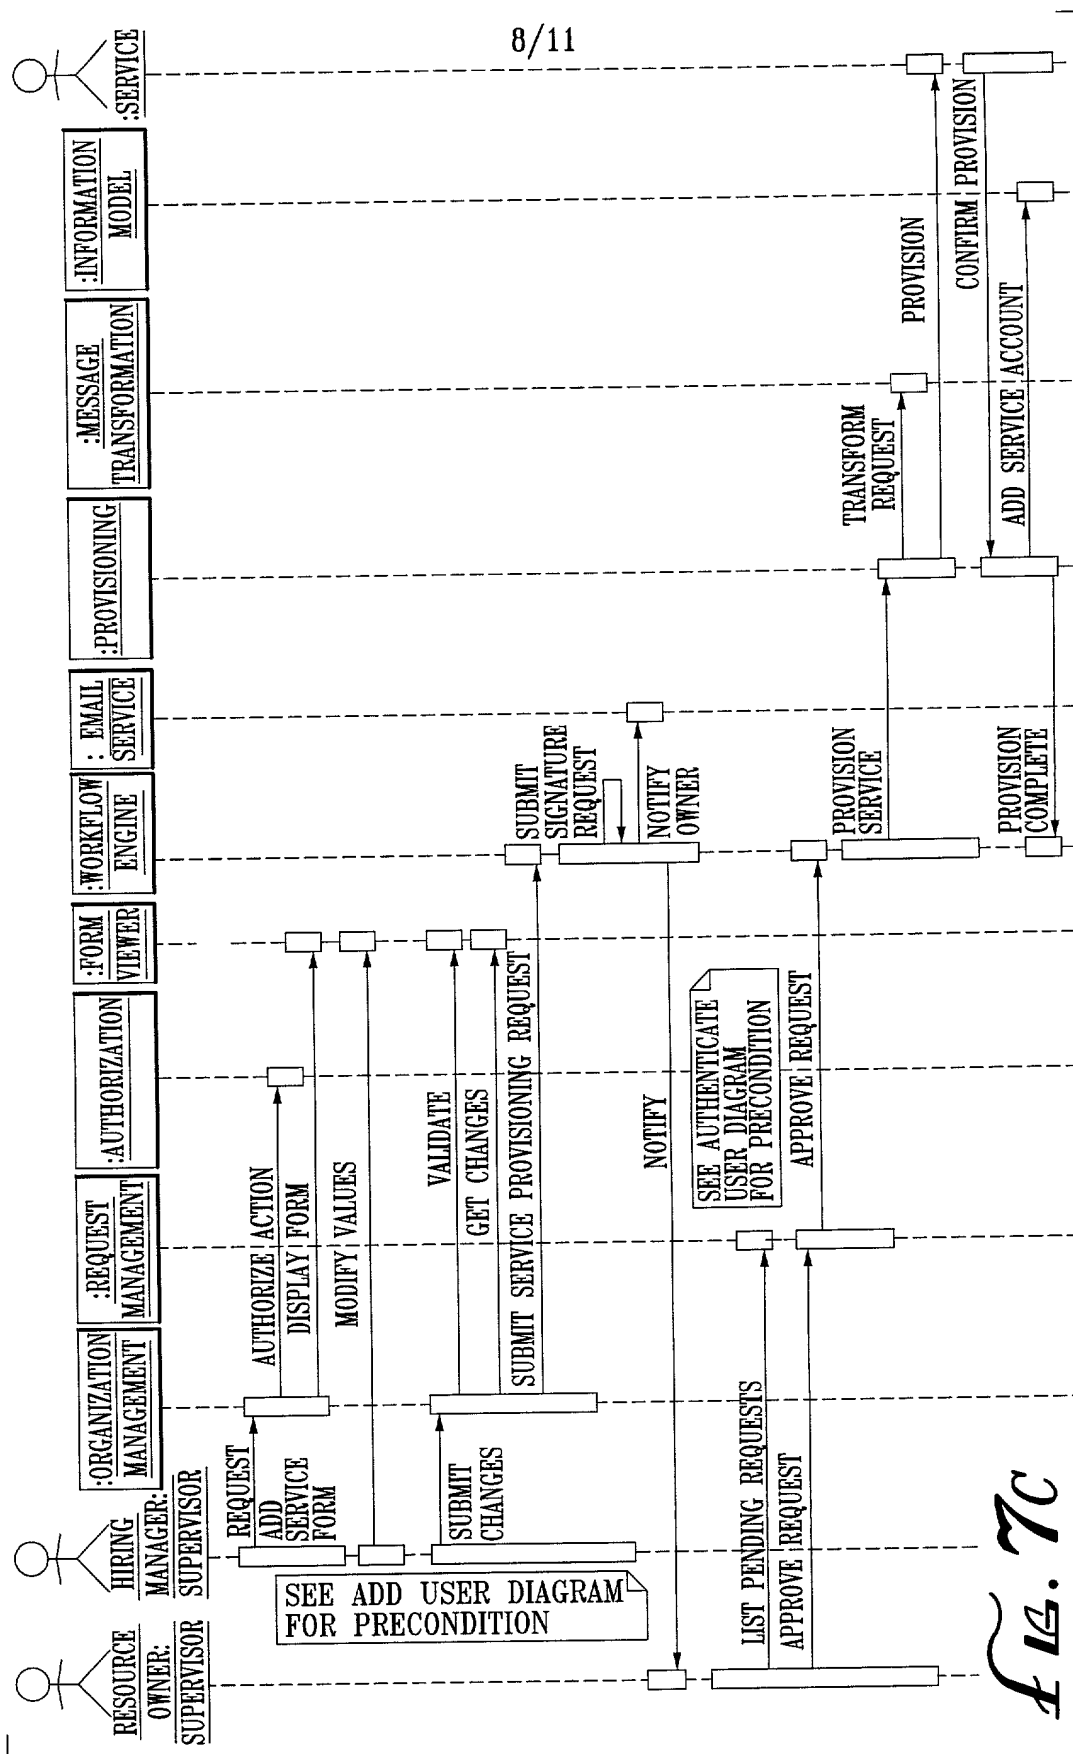 8/11
RESOURCE
OWNER:
SUPERVISOR
HIRING
MANAGER:
SUPERVISOR
:ORGANIZATION
MANAGEMENT
:REQUEST
MANAGEMENT
:AUTHORIZATION
:FORM
VIEWER
:WORKFLOW
ENGINE
: EMAIL
SERVICE
:PROVISIONING
:MESSAGE
TRANSFORMATION
:INFORMATION
MODEL
:SERVICE
REQUEST
ADD
SERVICE
FORM
AUTHORIZE ACTION
DISPLAY FORM
SEE ADD USER DIAGRAM
FOR PRECONDITION
MODIFY VALUES
SUBMIT
CHANGES
VALIDATE
GET CHANGES
SUBMIT SERVICE PROVISIONING REQUEST
SUBMIT
SIGNATURE
REQUEST
NOTIFY
OWNER
NOTIFY
SEE AUTHENTICATE
USER DIAGRAM
FOR PRECONDITION
LIST PENDING REQUESTS
APPROVE REQUEST
APPROVE REQUEST
PROVISION
SERVICE
TRANSFORM
REQUEST
PROVISION
CONFIRM PROVISION
ADD SERVICE ACCOUNT
PROVISION
COMPLETE
FIG. 7C